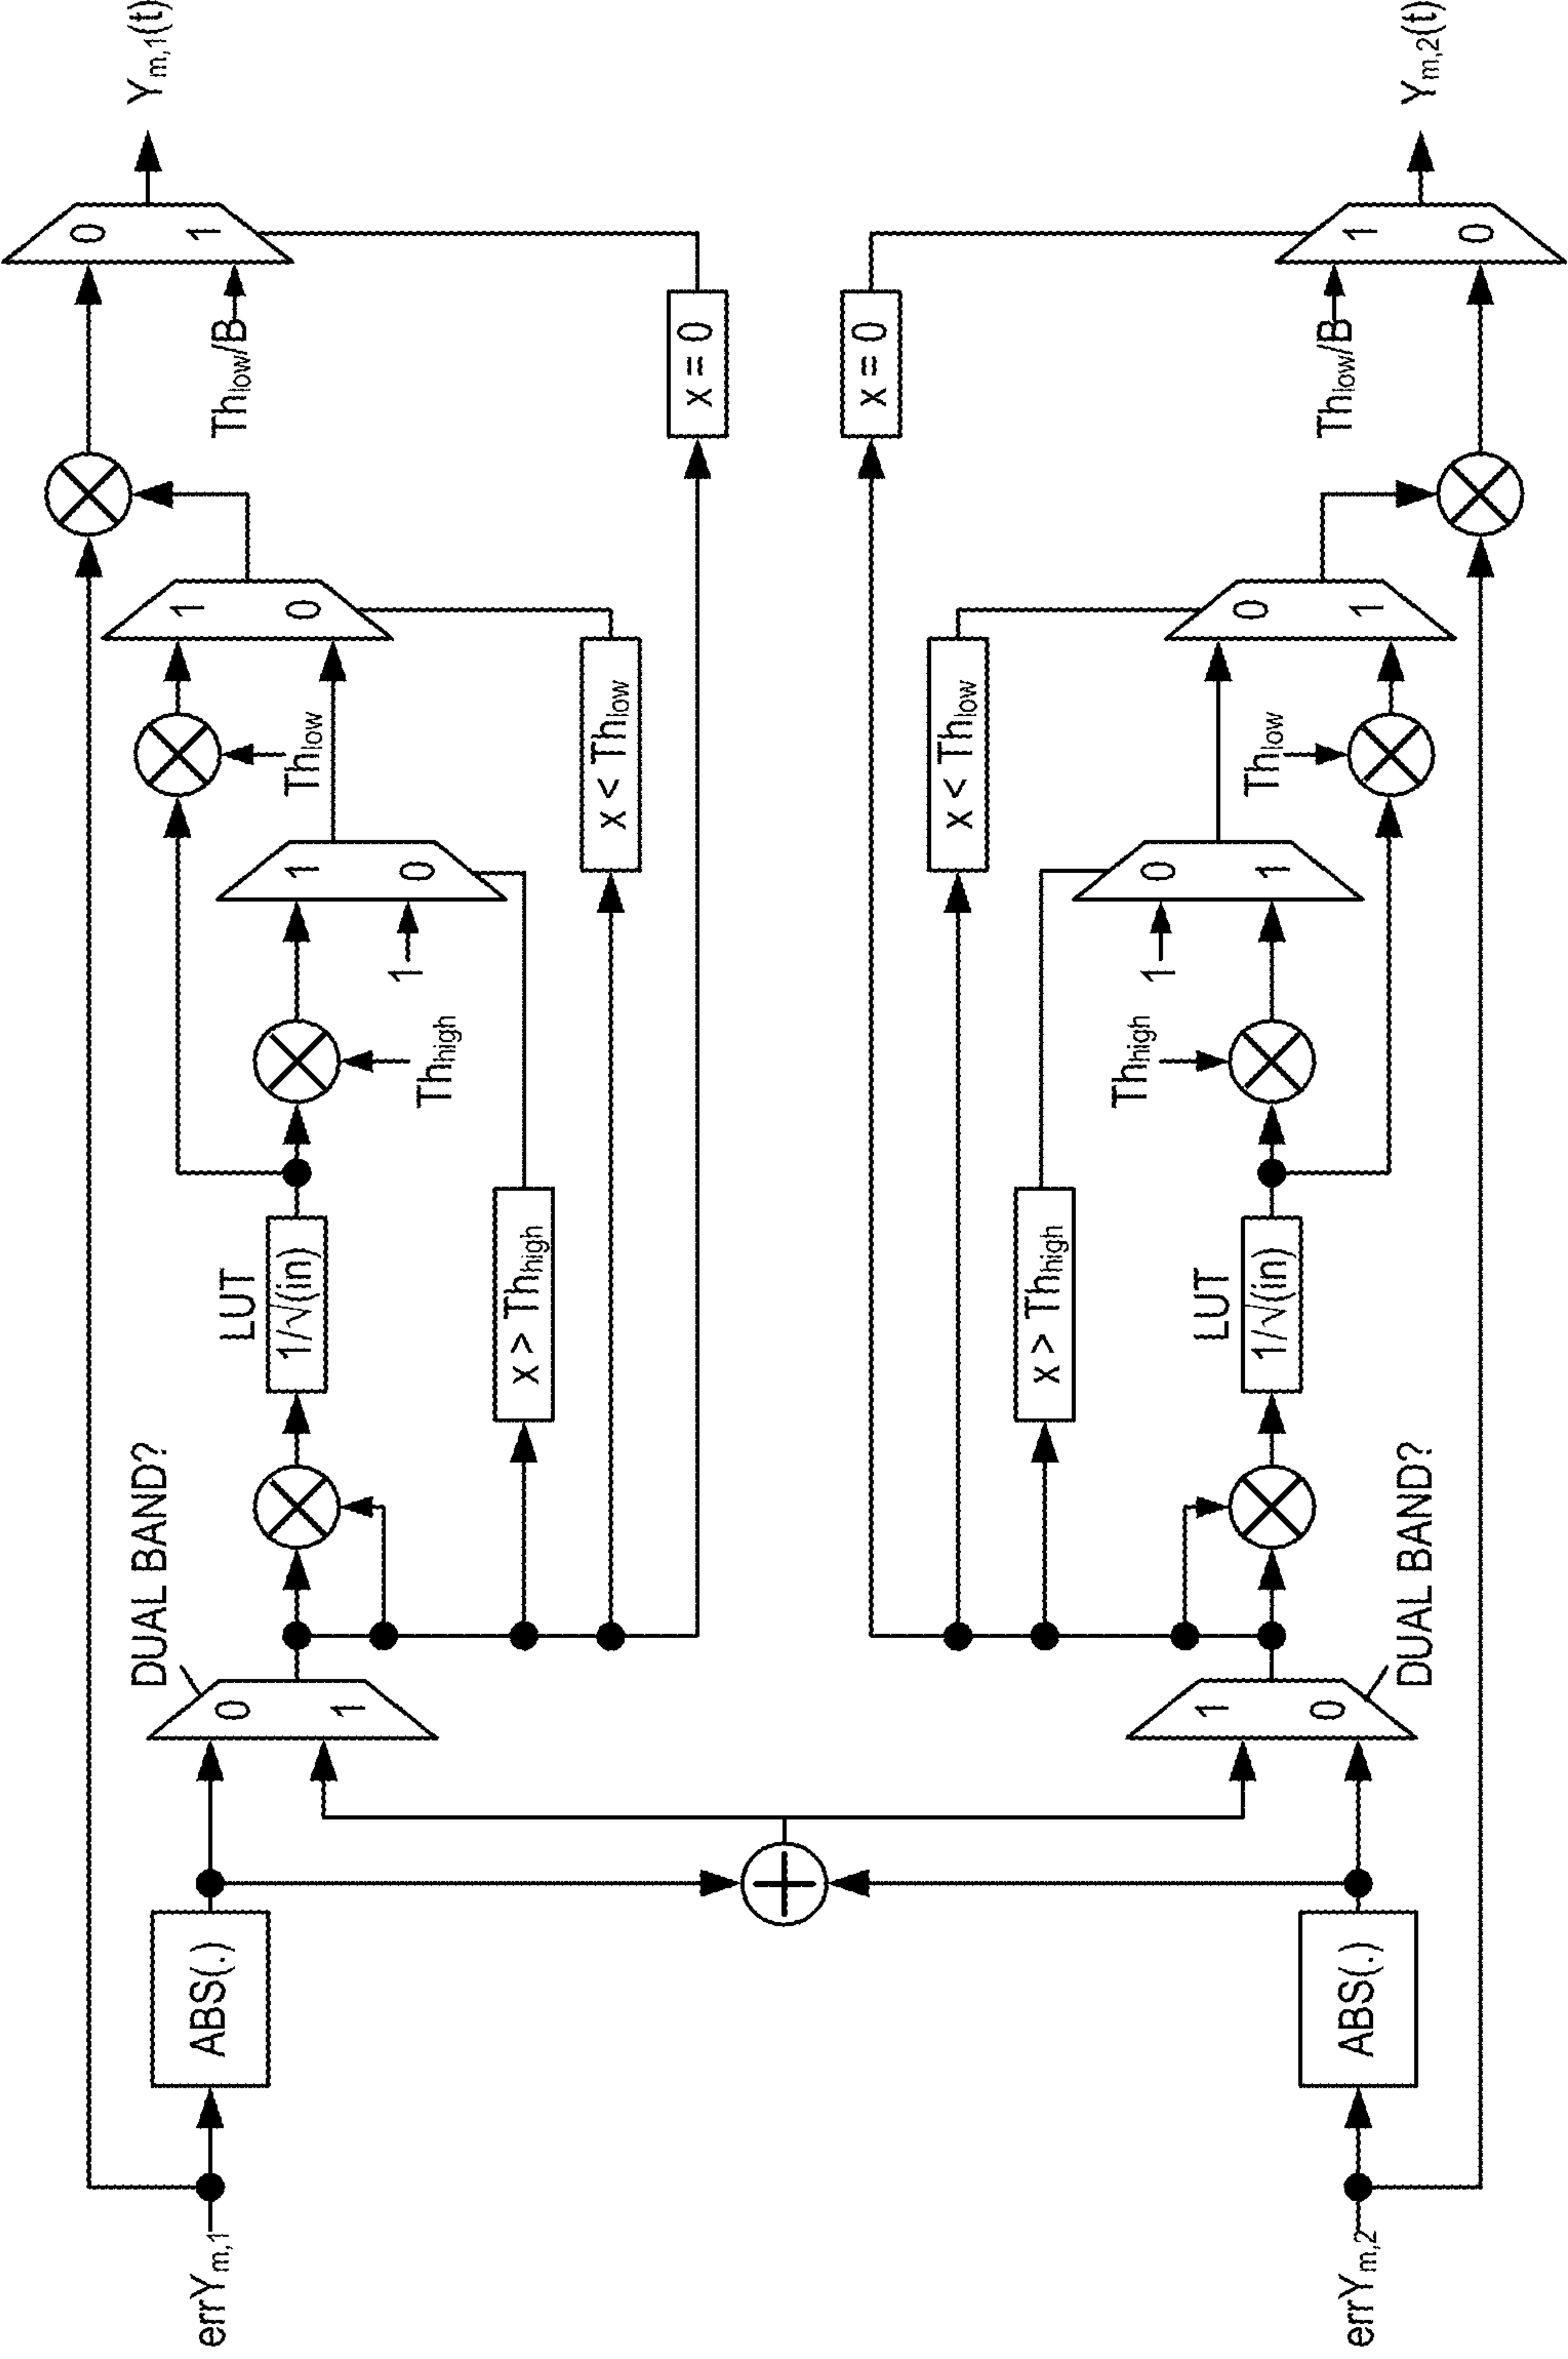 errYm,1
ABS(.)
DUAL BAND?
0
1
LUT
1/√(in)
x > Thhigh
Thhigh
1
1
0
x < Thlow
Thlow
1
0
x = 0
Thlow/B
0
1
Ym,1(t)
errYm,2
ABS(.)
DUAL BAND?
1
0
LUT
1/√(in)
x > Thhigh
Thhigh
1
0
1
x < Thlow
Thlow
0
1
x = 0
Thlow/B
1
0
Ym,2(t)